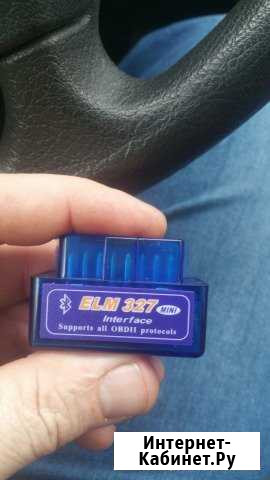 ELM 327 MINI
Interface
Supports all OBDII protocols
Интернет-
Кабинет.Ру